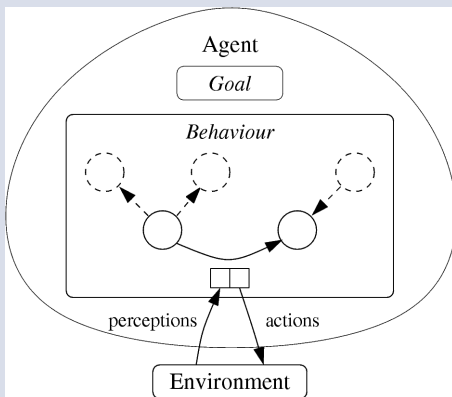 Agent
Goal
Behaviour
perceptions
actions
Environment